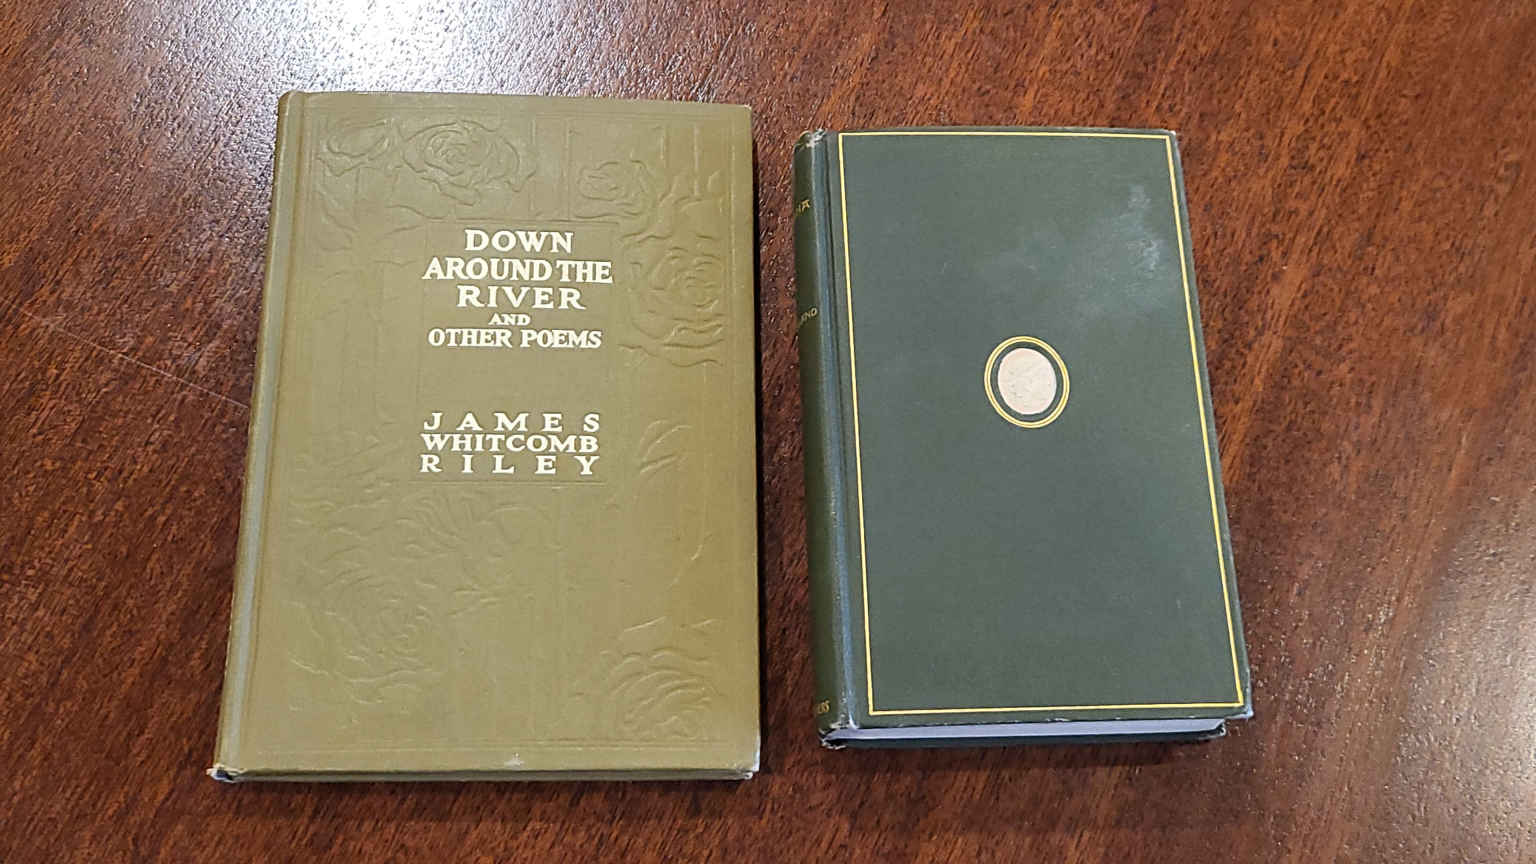 DOWN
AROUND THE
RIVER
AND
OTHER POEMS
JAMES
WHITCOMB
RILEY